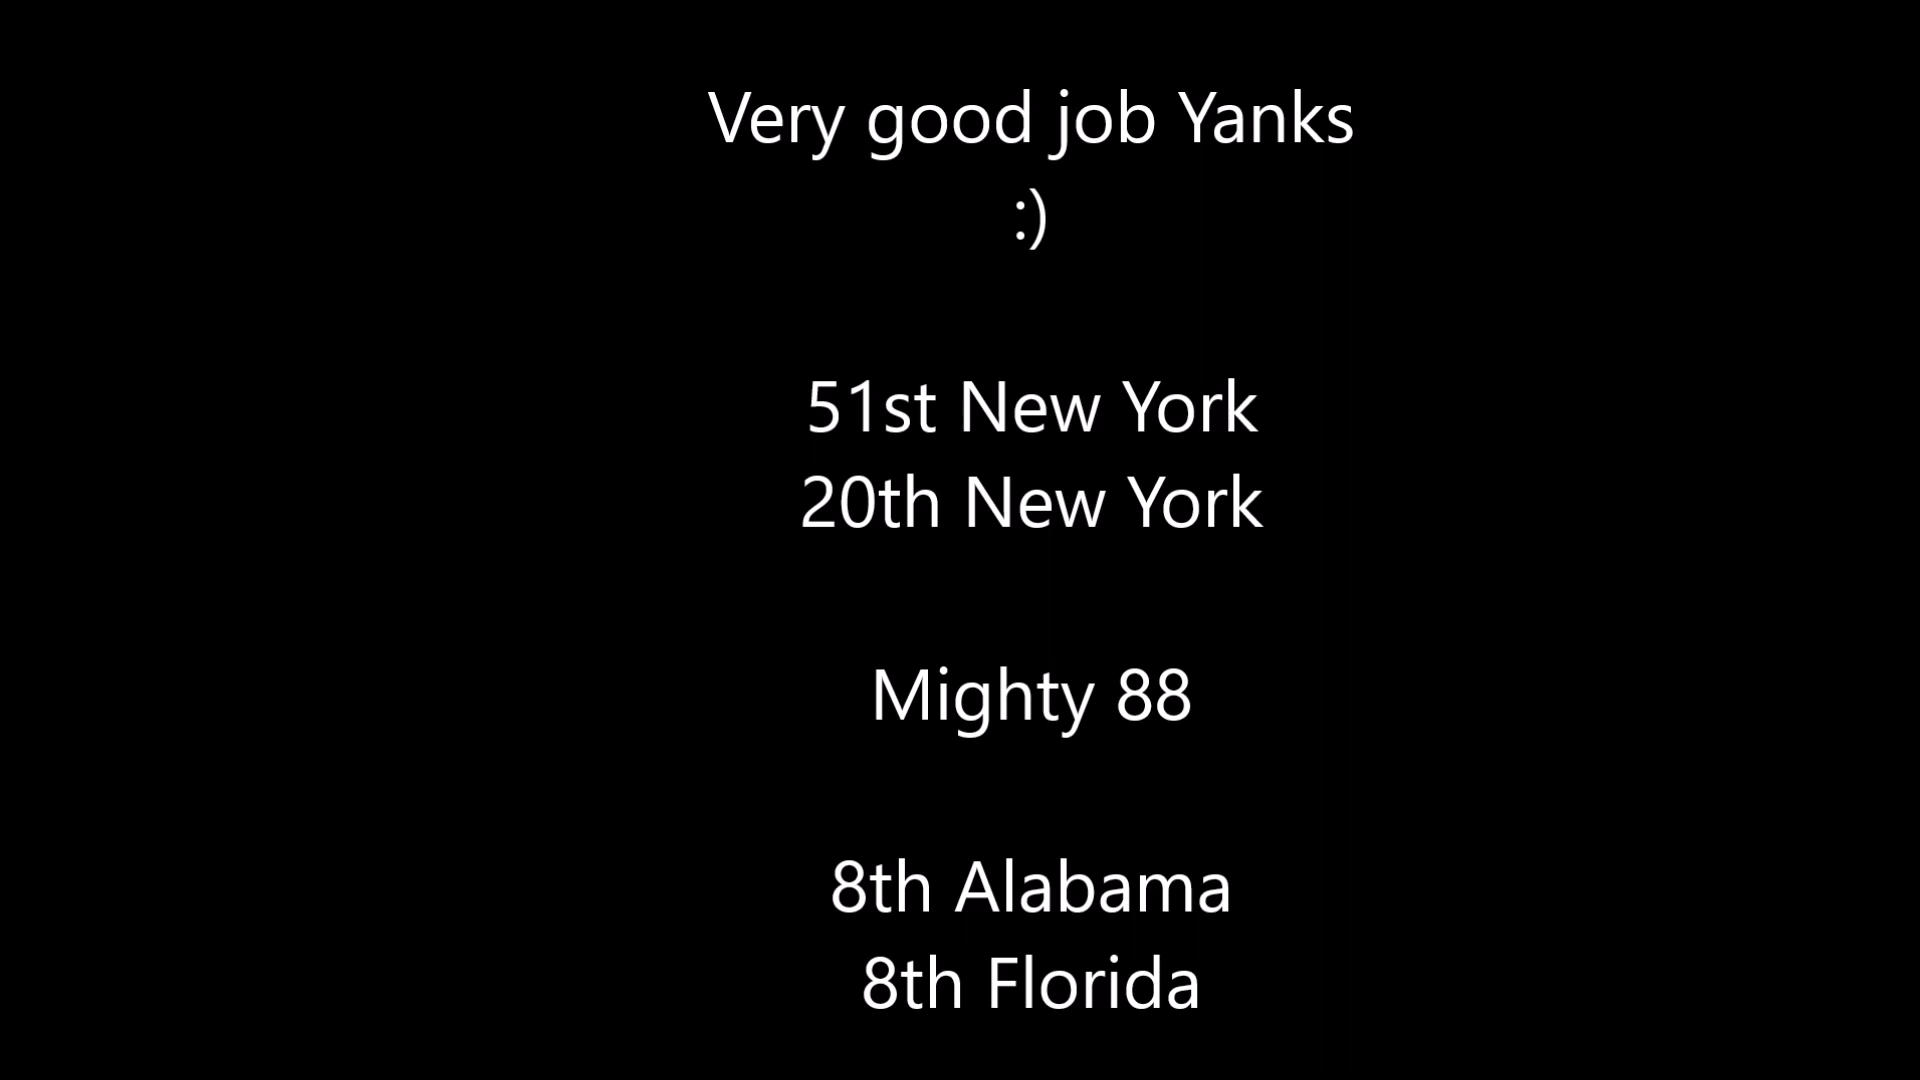 Very good job Yanks
:)
51st New York
20th New York
Mighty 88
8th Alabama
8th Florida